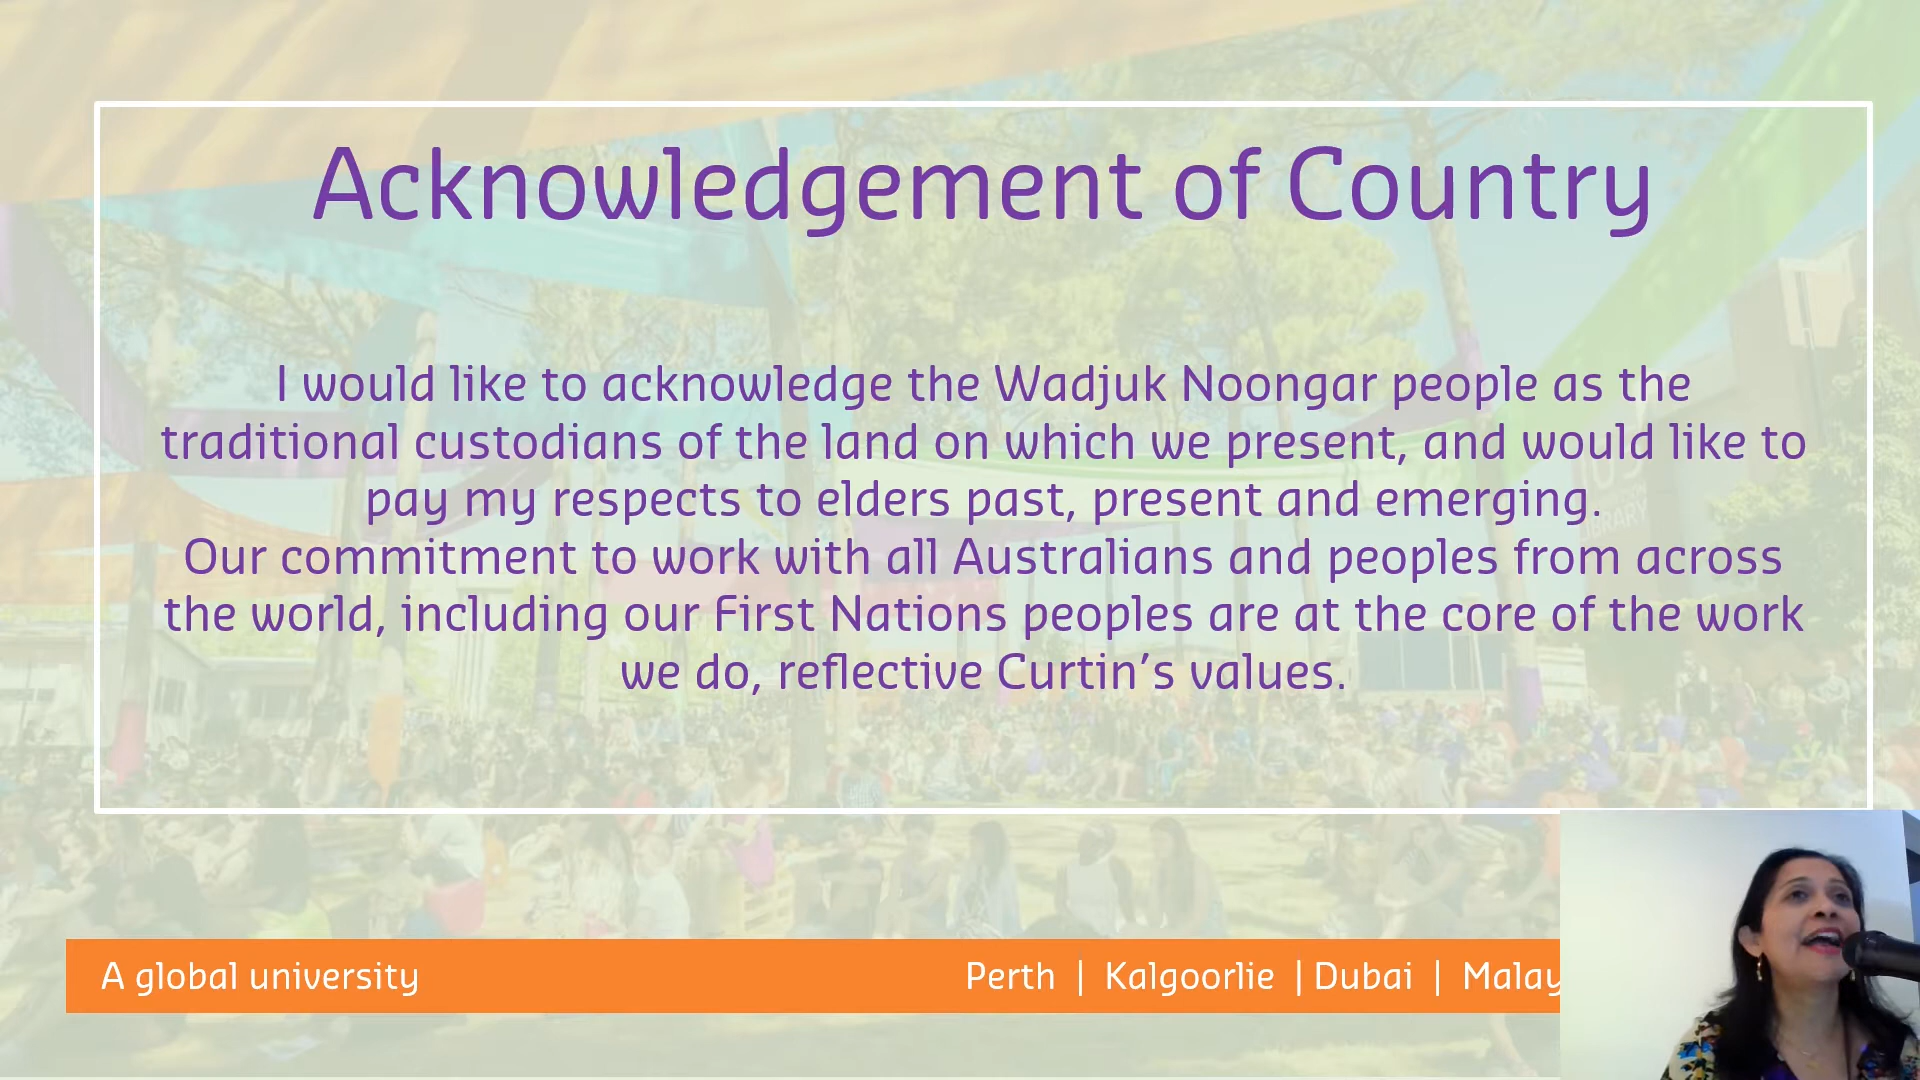 Acknowledgement of Country
I would like to acknowledge the Wadjuk Noongar people as the
traditional custodians of the land on which we present, and would like to
pay my respects to elders past, present and emerging.
Our commitment to work with all Australians and peoples from across
the world, including our First Nations peoples are at the core of the work
we do, reflective Curtin’s values.
LIBRARY
A global university
Perth | Kalgoorlie | Dubai | Malay